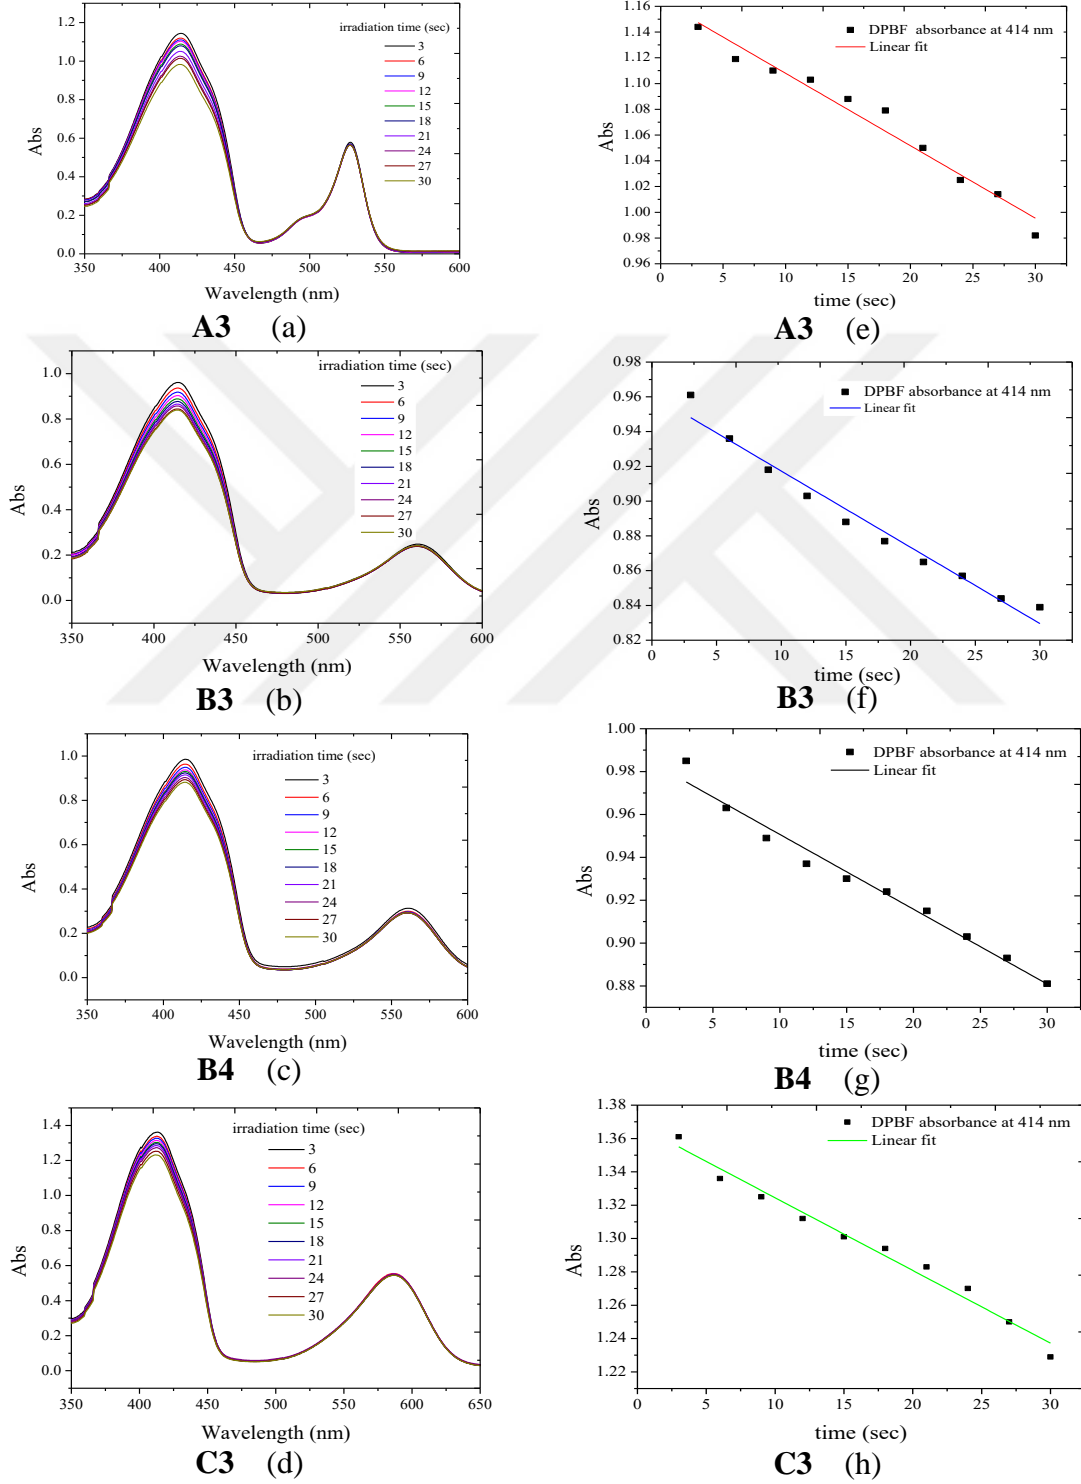 irradiation time (sec)
3
6
9
12
15
18
21
24
27
30
Abs
1.2
1.0
0.8
0.6
0.4
0.2
0.0
350 400 450 500 550 600
Wavelength (nm)
A3 (a)
DPBF absorbance at 414 nm
Linear fit
Abs
1.16
1.14
1.12
1.10
1.08
1.06
1.04
1.02
1.00
0.98
0.96
0 5 10 15 20 25 30
time (sec)
A3 (e)
irradiation time (sec)
3
6
9
12
15
18
21
24
27
30
Abs
1.0
0.8
0.6
0.4
0.2
0.0
350 400 450 500 550 600
Wavelength (nm)
B3 (b)
DPBF absorbance at 414 nm
Linear fit
Abs
0.98
0.96
0.94
0.92
0.90
0.88
0.86
0.84
0.82
0 5 10 15 20 25 30
time (sec)
B3 (f)
irradiation time (sec)
3
6
9
12
15
18
21
24
27
30
Abs
1.0
0.8
0.6
0.4
0.2
0.0
350 400 450 500 550 600
Wavelength (nm)
B4 (c)
DPBF absorbance at 414 nm
Linear fit
Abs
1.00
0.98
0.96
0.94
0.92
0.90
0.88
0 5 10 15 20 25 30
time (sec)
B4 (g)
irradiation time (sec)
3
6
9
12
15
18
21
24
27
30
Abs
1.4
1.2
1.0
0.8
0.6
0.4
0.2
0.0
350 400 450 500 550 600 650
Wavelength (nm)
C3 (d)
DPBF absorbance at 414 nm
Linear fit
Abs
1.38
1.36
1.34
1.32
1.30
1.28
1.26
1.24
1.22
0 5 10 15 20 25 30
time (sec)
C3 (h)